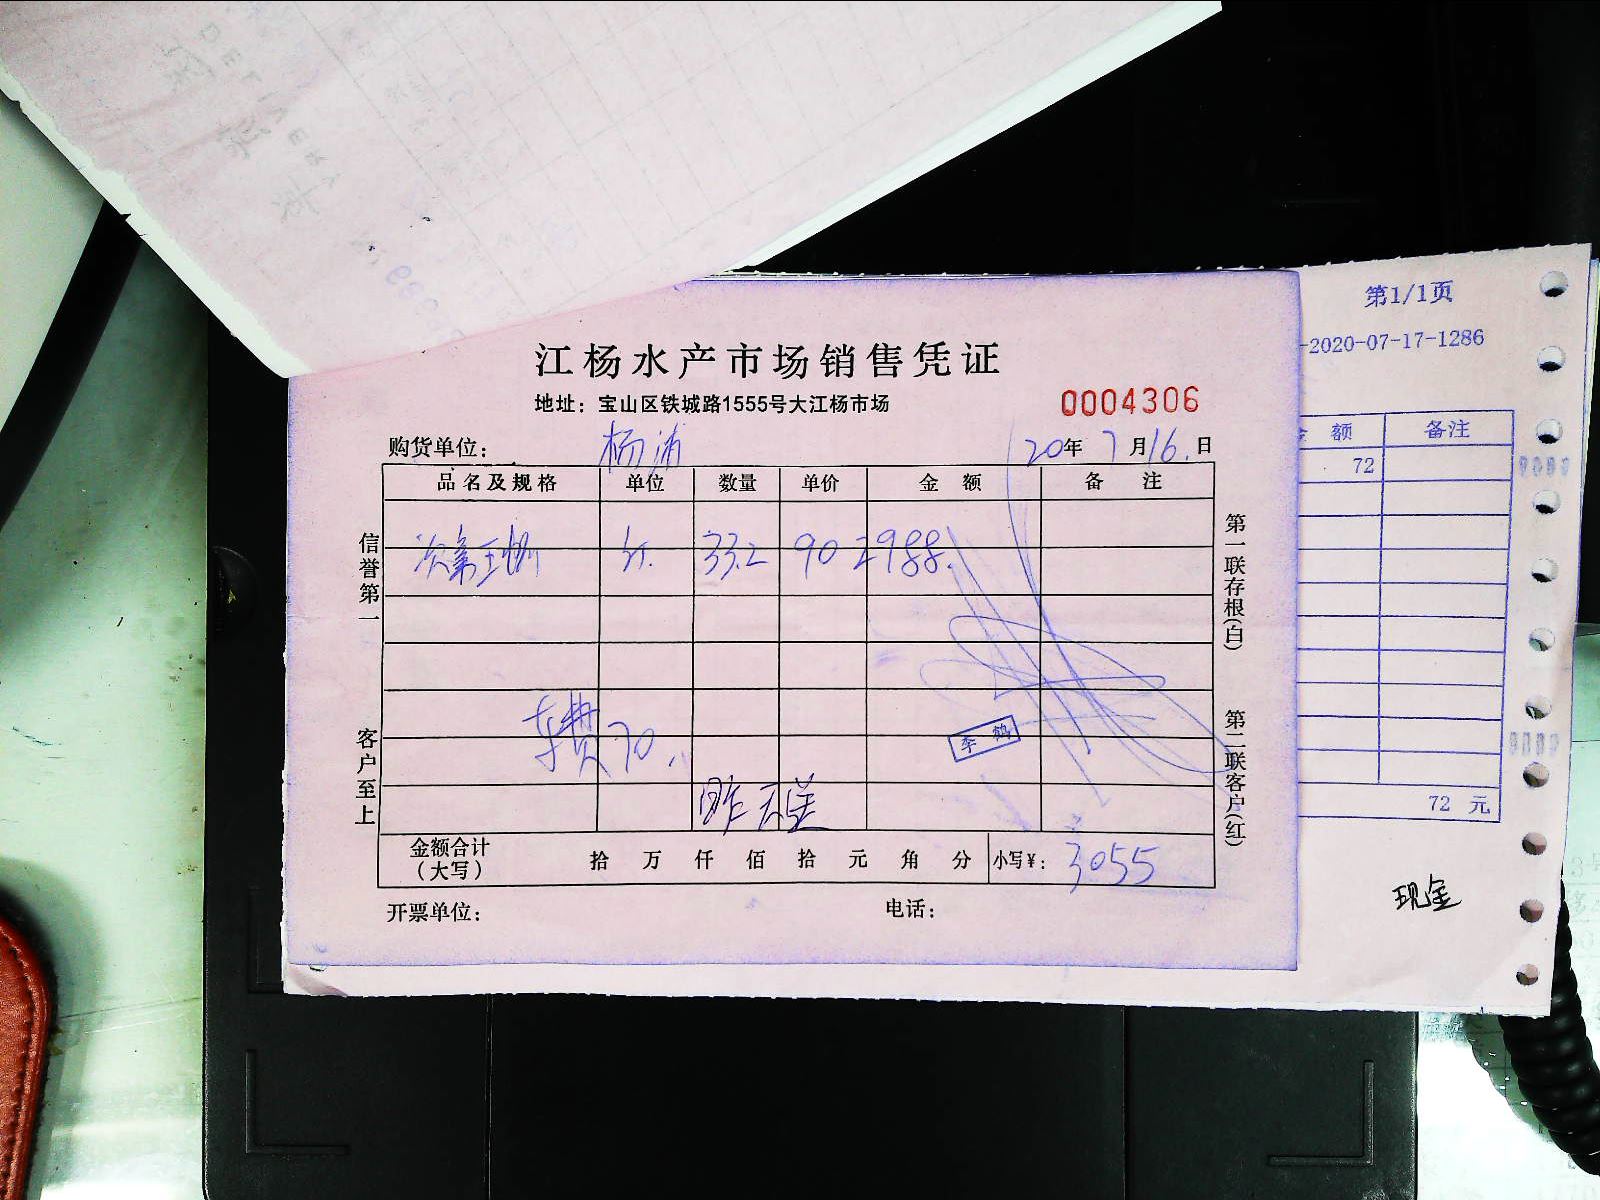 第1/1页
-2020-07-17-1286
江杨水产市场销售凭证
地址：宝山区铁城路1555号大江杨市场
0004306
购货单位：杨浦 20年7月16日
品名及规格 单位 数量 单价 金额 备注
33.2 90 2988.
车费70.
昨天送
李鹤
金额合计（大写） 拾 万 仟 佰 拾 元 角 分 小写¥：3055
开票单位： 电话：
信誉第一
客户至上
第一联存根(白)
第二联客户(红)
额 备注
72
72 元
现金